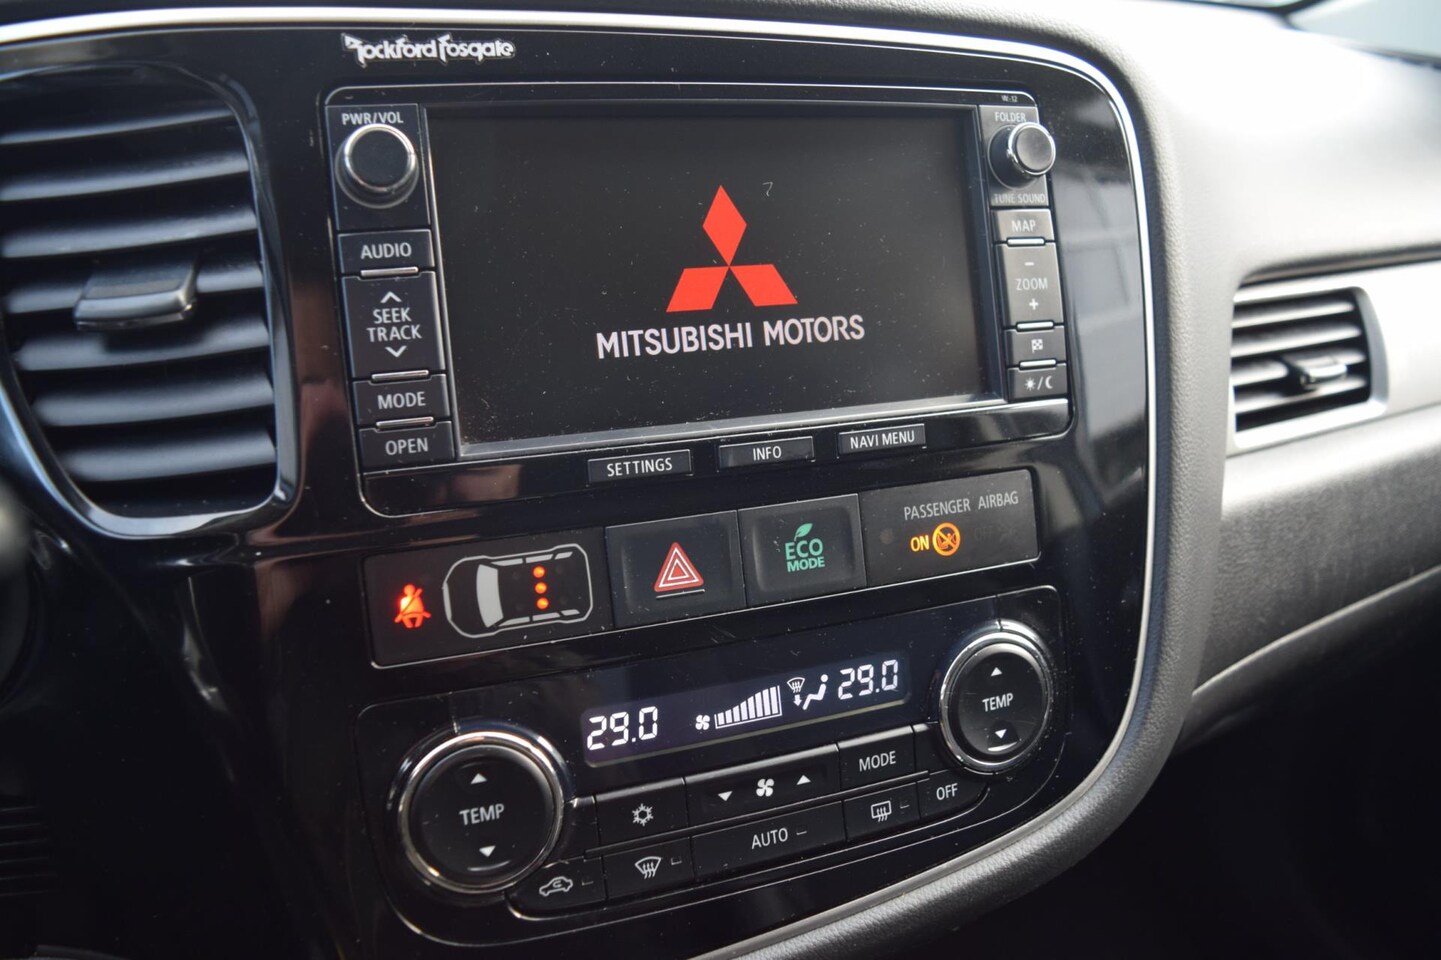 Rockford Fosgate
W-12
PWR/VOL
FOLDER
TUNE SOUND
AUDIO
MAP
SEEK
TRACK
-
ZOOM
+
MODE
OPEN
MITSUBISHI MOTORS
SETTINGS
INFO
NAVI MENU
ECO
MODE
PASSENGER AIRBAG
ON
29.0
29.0
TEMP
TEMP
MODE
AUTO
OFF